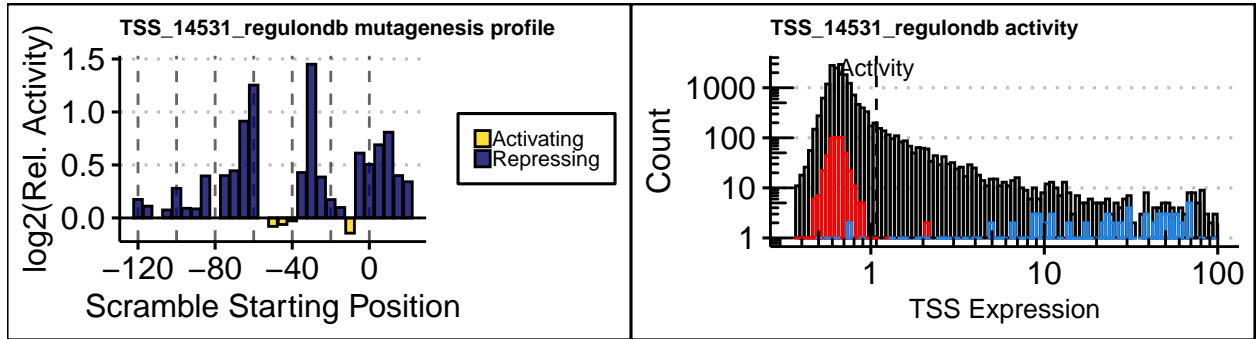 TSS_14531_regulondb mutagenesis profile
log2(Rel. Activity)
1.5
1.0
0.5
0.0
−120
−80
−40
0
Scramble Starting Position
Activating
Repressing
TSS_14531_regulondb activity
Activity
Count
1000
100
10
1
1
10
100
TSS Expression